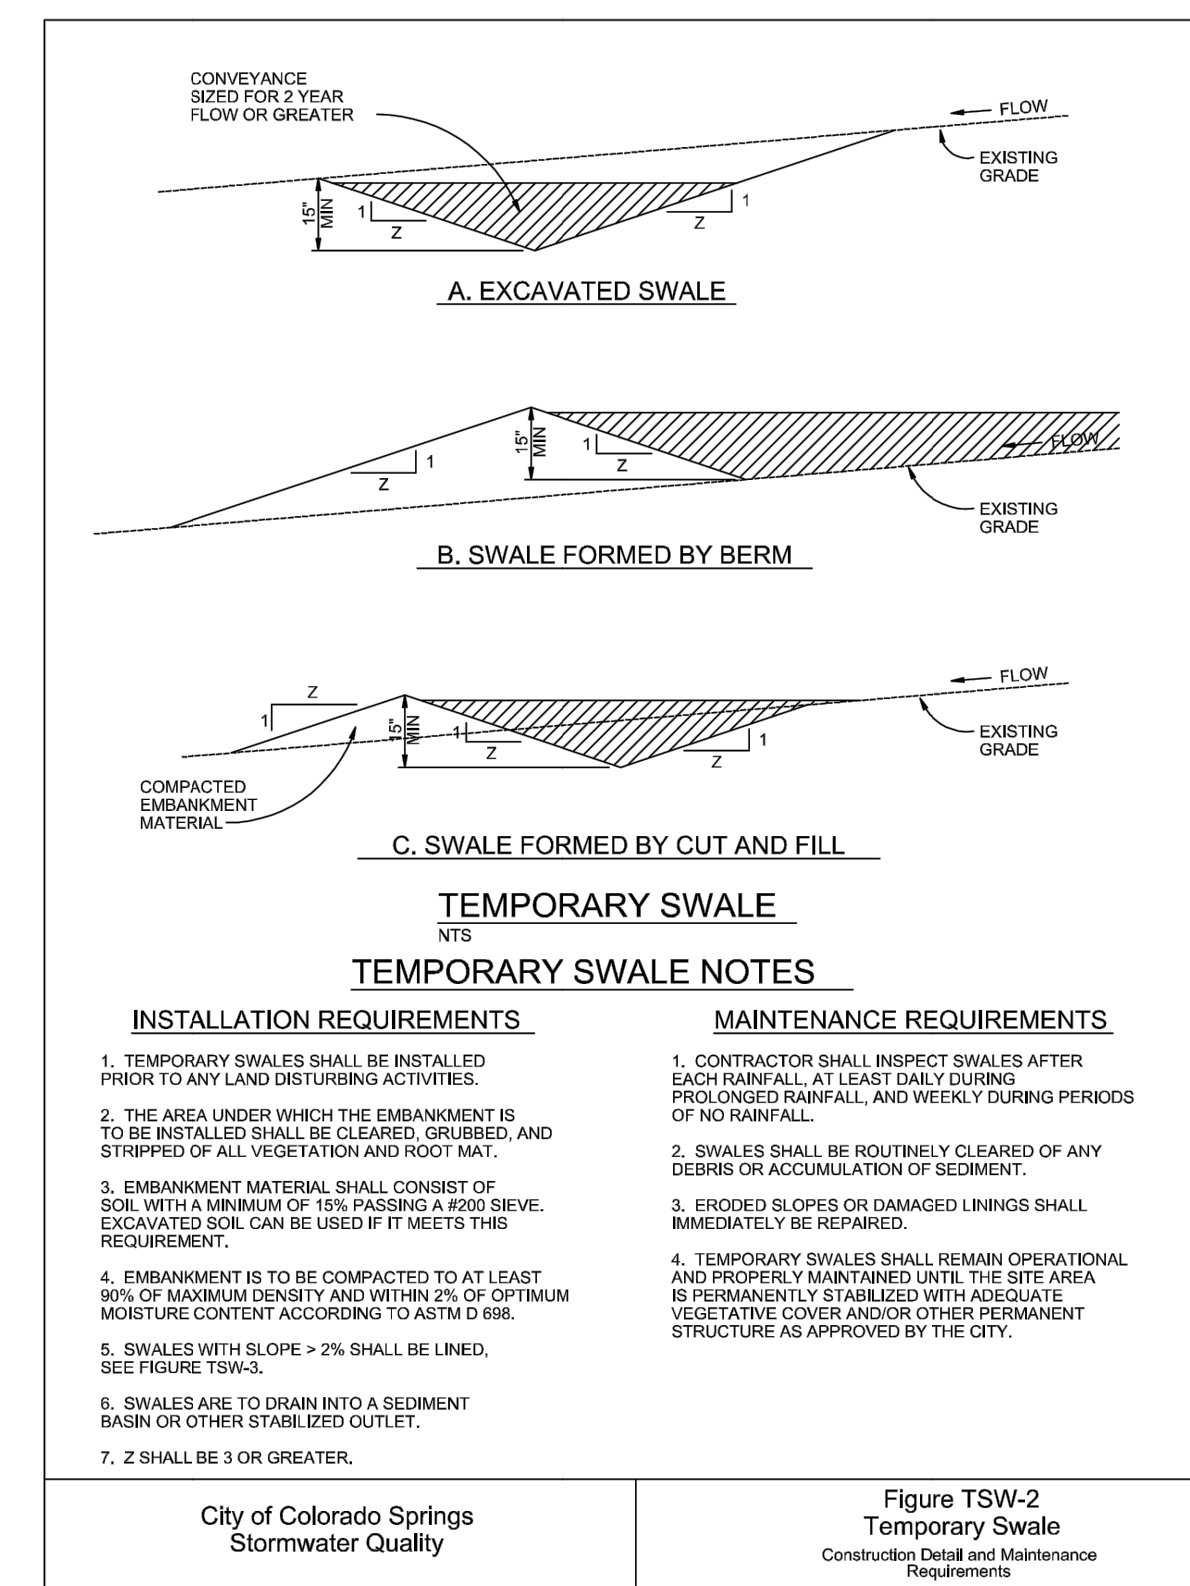 CONVEYANCE
SIZED FOR 2 YEAR
FLOW OR GREATER
FLOW
EXISTING
GRADE
15"
MIN
1
Z
1
Z
A. EXCAVATED SWALE
15"
MIN
1
Z
1
Z
FLOW
EXISTING
GRADE
B. SWALE FORMED BY BERM
Z
1
15"
MIN
1
Z
1
Z
FLOW
EXISTING
GRADE
COMPACTED
EMBANKMENT
MATERIAL
C. SWALE FORMED BY CUT AND FILL
TEMPORARY SWALE
NTS
TEMPORARY SWALE NOTES
INSTALLATION REQUIREMENTS
1. TEMPORARY SWALES SHALL BE INSTALLED
PRIOR TO ANY LAND DISTURBING ACTIVITIES.
2. THE AREA UNDER WHICH THE EMBANKMENT IS
TO BE INSTALLED SHALL BE CLEARED, GRUBBED, AND
STRIPPED OF ALL VEGETATION AND ROOT MAT.
3. EMBANKMENT MATERIAL SHALL CONSIST OF
SOIL WITH A MINIMUM OF 15% PASSING A #200 SIEVE.
EXCAVATED SOIL CAN BE USED IF IT MEETS THIS
REQUIREMENT.
4. EMBANKMENT IS TO BE COMPACTED TO AT LEAST
90% OF MAXIMUM DENSITY AND WITHIN 2% OF OPTIMUM
MOISTURE CONTENT ACCORDING TO ASTM D 698.
5. SWALES WITH SLOPE > 2% SHALL BE LINED,
SEE FIGURE TSW-3.
6. SWALES ARE TO DRAIN INTO A SEDIMENT
BASIN OR OTHER STABILIZED OUTLET.
7. Z SHALL BE 3 OR GREATER.
MAINTENANCE REQUIREMENTS
1. CONTRACTOR SHALL INSPECT SWALES AFTER
EACH RAINFALL, AT LEAST DAILY DURING
PROLONGED RAINFALL, AND WEEKLY DURING PERIODS
OF NO RAINFALL.
2. SWALES SHALL BE ROUTINELY CLEARED OF ANY
DEBRIS OR ACCUMULATION OF SEDIMENT.
3. ERODED SLOPES OR DAMAGED LININGS SHALL
IMMEDIATELY BE REPAIRED.
4. TEMPORARY SWALES SHALL REMAIN OPERATIONAL
AND PROPERLY MAINTAINED UNTIL THE SITE AREA
IS PERMANENTLY STABILIZED WITH ADEQUATE
VEGETATIVE COVER AND/OR OTHER PERMANENT
STRUCTURE AS APPROVED BY THE CITY.
City of Colorado Springs
Stormwater Quality
Figure TSW-2
Temporary Swale
Construction Detail and Maintenance
Requirements